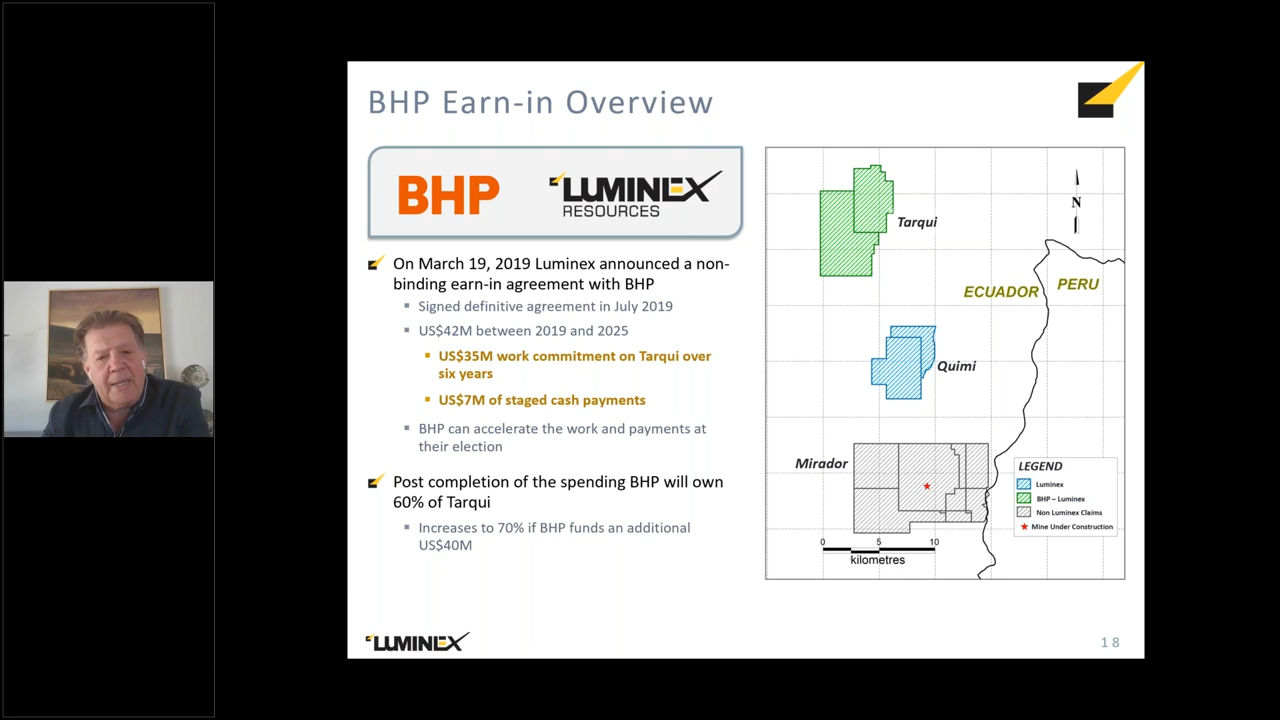 BHP Earn-in Overview
BHP
LUMINEX
RESOURCES
On March 19, 2019 Luminex announced a non-
binding earn-in agreement with BHP
Signed definitive agreement in July 2019
US$42M between 2019 and 2025
US$35M work commitment on Tarqui over
six years
US$7M of staged cash payments
BHP can accelerate the work and payments at
their election
Post completion of the spending BHP will own
60% of Tarqui
Increases to 70% if BHP funds an additional
US$40M
Tarqui
N
ECUADOR
PERU
Quimi
Mirador
LEGEND
Luminex
BHP – Luminex
Non Luminex Claims
Mine Under Construction
0 5 10
kilometres
LUMINEX
18